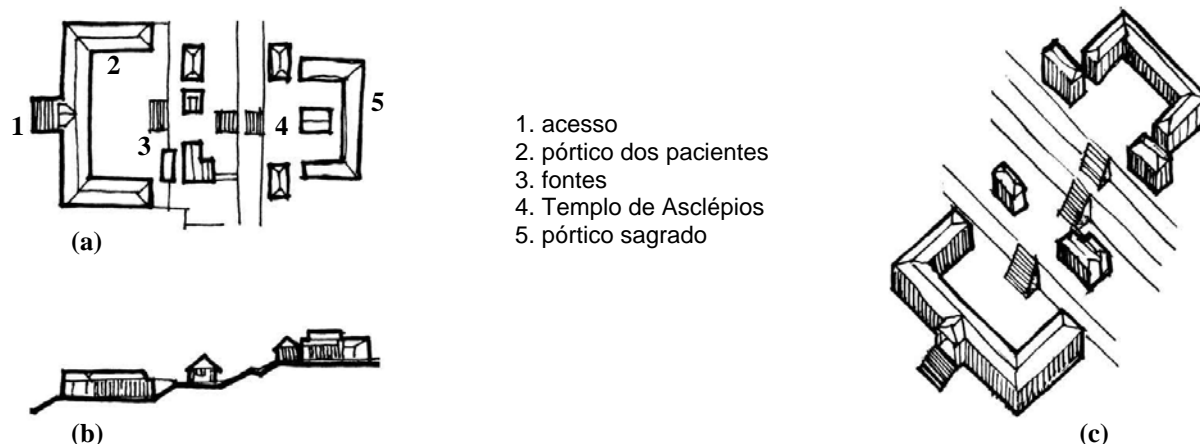 1
2
3
4
5
(a)
(b)
1. acesso
2. pórtico dos pacientes
3. fontes
4. Templo de Asclépios
5. pórtico sagrado
(c)